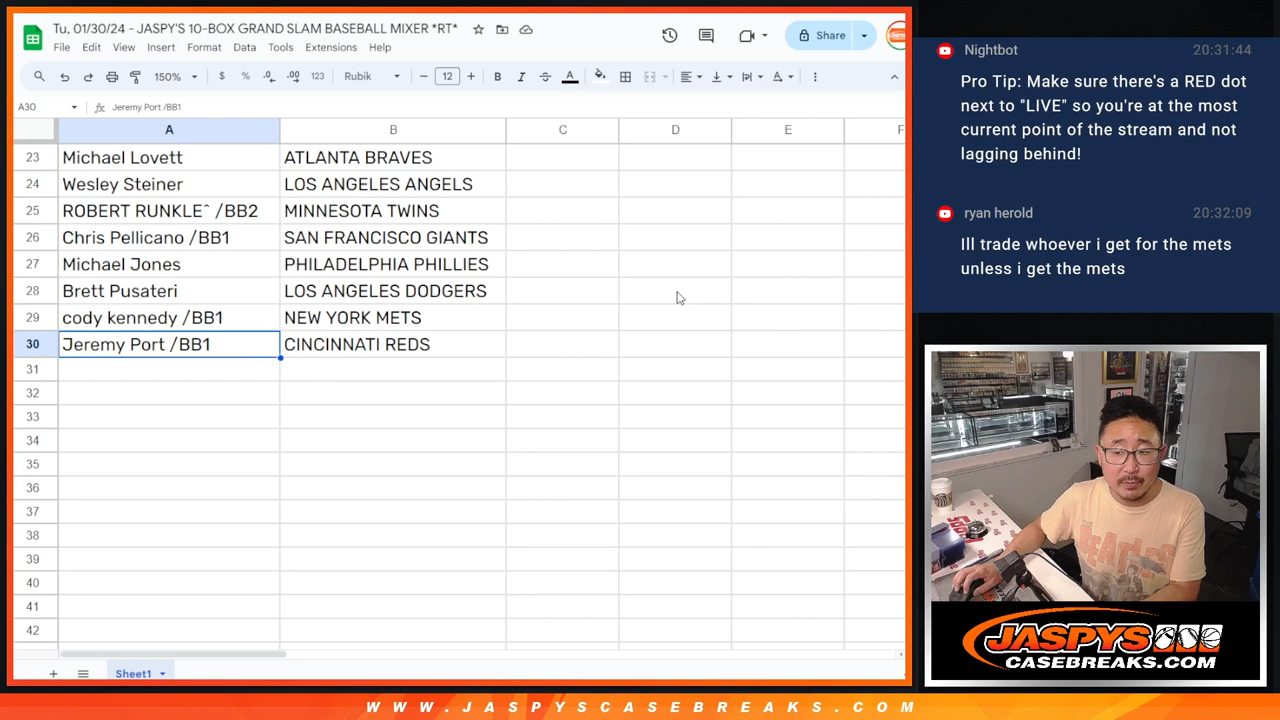 Tu, 01/30/24 - JASPY'S 10-BOX GRAND SLAM BASEBALL MIXER *RT*
File Edit View Insert Format Data Tools Extensions Help
Share
150% $ % .0 .00 123 Rubik 12 B I A
A30 fx Jeremy Port /BB1
A B C D E F
23 Michael Lovett ATLANTA BRAVES
24 Wesley Steiner LOS ANGELES ANGELS
25 ROBERT RUNKLE^ /BB2 MINNESOTA TWINS
26 Chris Pellicano /BB1 SAN FRANCISCO GIANTS
27 Michael Jones PHILADELPHIA PHILLIES
28 Brett Pusateri LOS ANGELES DODGERS
29 cody kennedy /BB1 NEW YORK METS
30 Jeremy Port /BB1 CINCINNATI REDS
31
32
33
34
35
36
37
38
39
40
41
42
Sheet1
Nightbot 20:31:44
Pro Tip: Make sure there's a RED dot
next to "LIVE" so you're at the most
current point of the stream and not
lagging behind!
ryan herold 20:32:09
Ill trade whoever i get for the mets
unless i get the mets
BEATLES
JASPYS
CASEBREAKS.COM
WWW.JASPYSCASEBREAKS.COM